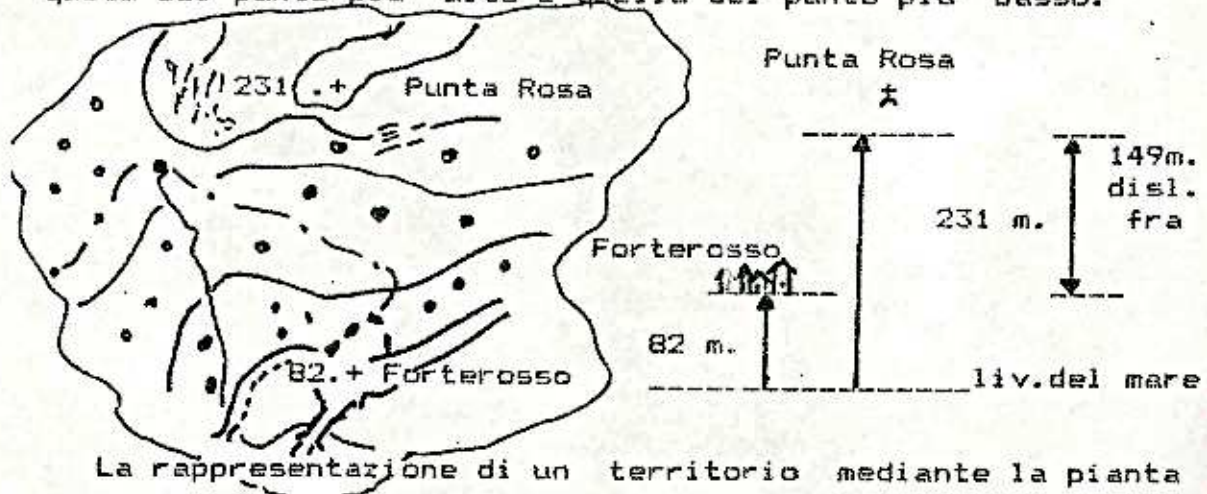 quota del punto più alto e quella del punto più basso.
231 .+ Punta Rosa
82.+ Forterosso
Punta Rosa
149m.
disl.
fra
231 m.
Forterosso
82 m.
liv.del mare
La rappresentazione di un territorio mediante la pianta